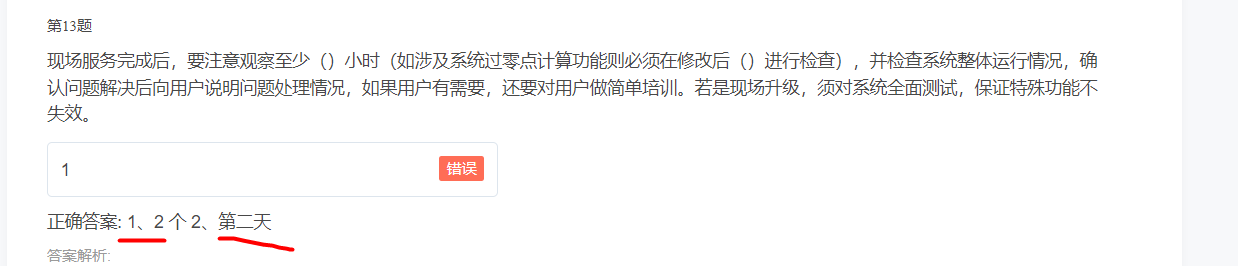 第13题
现场服务完成后，要注意观察至少（）小时（如涉及系统过零点计算功能则必须在修改后（）进行检查），并检查系统整体运行情况，确
认问题解决后向用户说明问题处理情况，如果用户有需要，还要对用户做简单培训。若是现场升级，须对系统全面测试，保证特殊功能不
失效。
1
错误
正确答案: 1、2 个 2、第二天
答案解析: